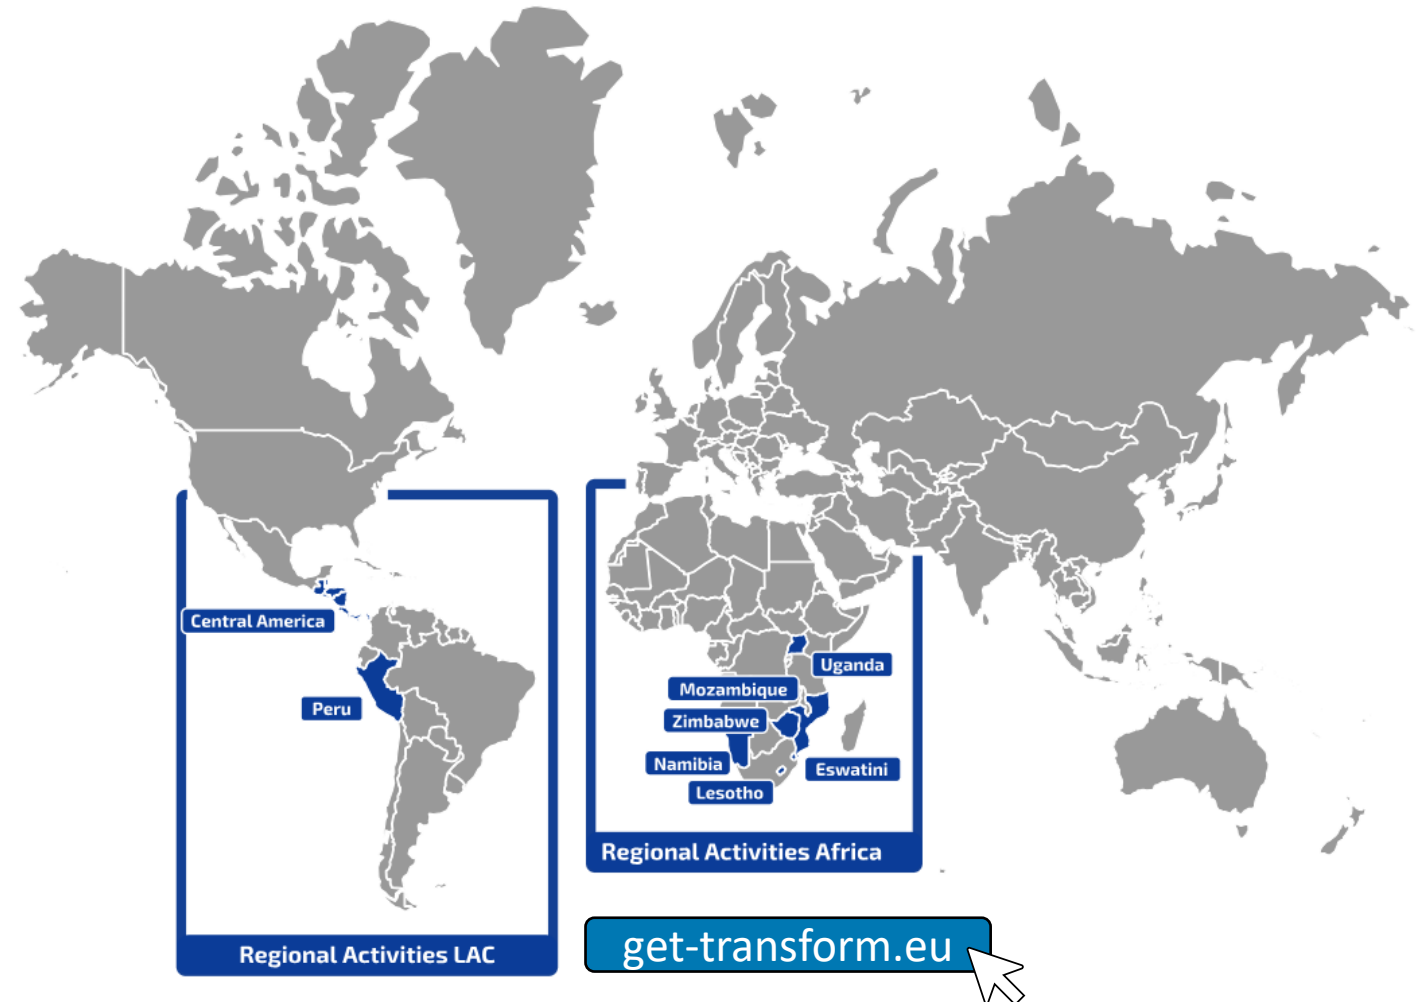 Central America
Peru
Regional Activities LAC
Uganda
Mozambique
Zimbabwe
Namibia
Eswatini
Lesotho
Regional Activities Africa
get-transform.eu